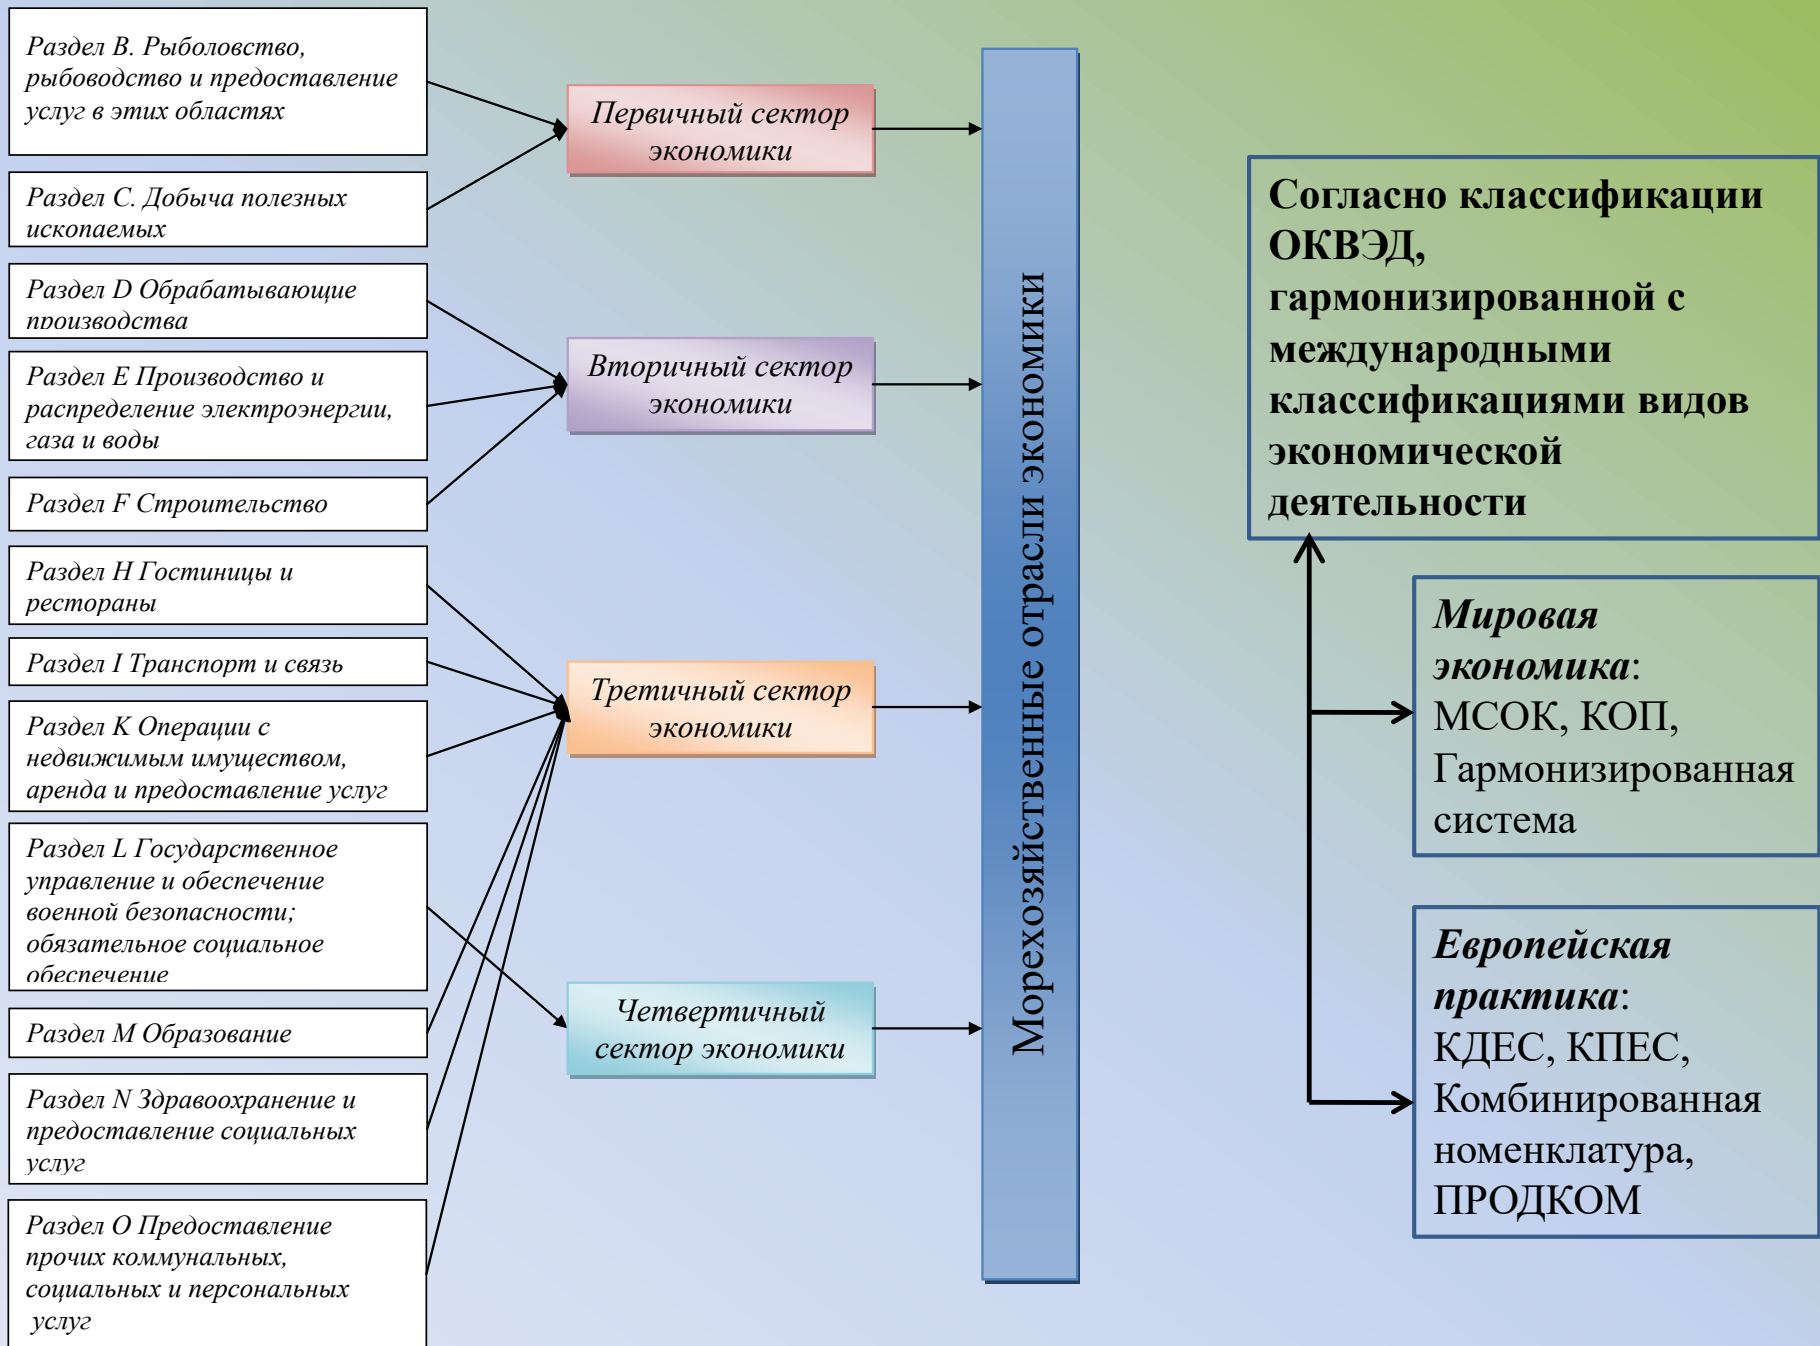 Раздел B. Рыболовство,
рыбоводство и предоставление
услуг в этих областях
Раздел C. Добыча полезных
ископаемых
Раздел D Обрабатывающие
производства
Раздел E Производство и
распределение электроэнергии,
газа и воды
Раздел F Строительство
Раздел H Гостиницы и
рестораны
Раздел I Транспорт и связь
Раздел K Операции с
недвижимым имуществом,
аренда и предоставление услуг
Раздел L Государственное
управление и обеспечение
военной безопасности;
обязательное социальное
обеспечение
Раздел M Образование
Раздел N Здравоохранение и
предоставление социальных
услуг
Раздел O Предоставление
прочих коммунальных,
социальных и персональных
услуг
Первичный сектор
экономики
Вторичный сектор
экономики
Третичный сектор
экономики
Четвертичный
сектор экономики
Морехозяйственные отрасли экономики
Согласно классификации
ОКВЭД,
гармонизированной с
международными
классификациями видов
экономической
деятельности
Мировая
экономика:
МСОК, КОП,
Гармонизированная
система
Европейская
практика:
КДЕС, КПЕС,
Комбинированная
номенклатура,
ПРОДКОМ